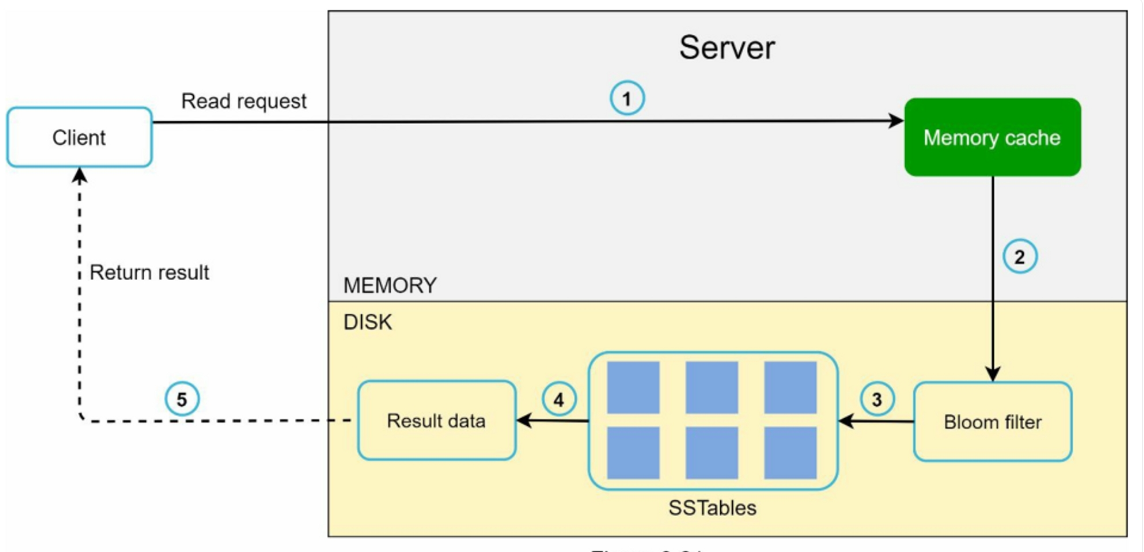 Server
Read request
1
Client
Memory cache
2
Return result
MEMORY
DISK
5
Result data
4
3
Bloom filter
SSTables